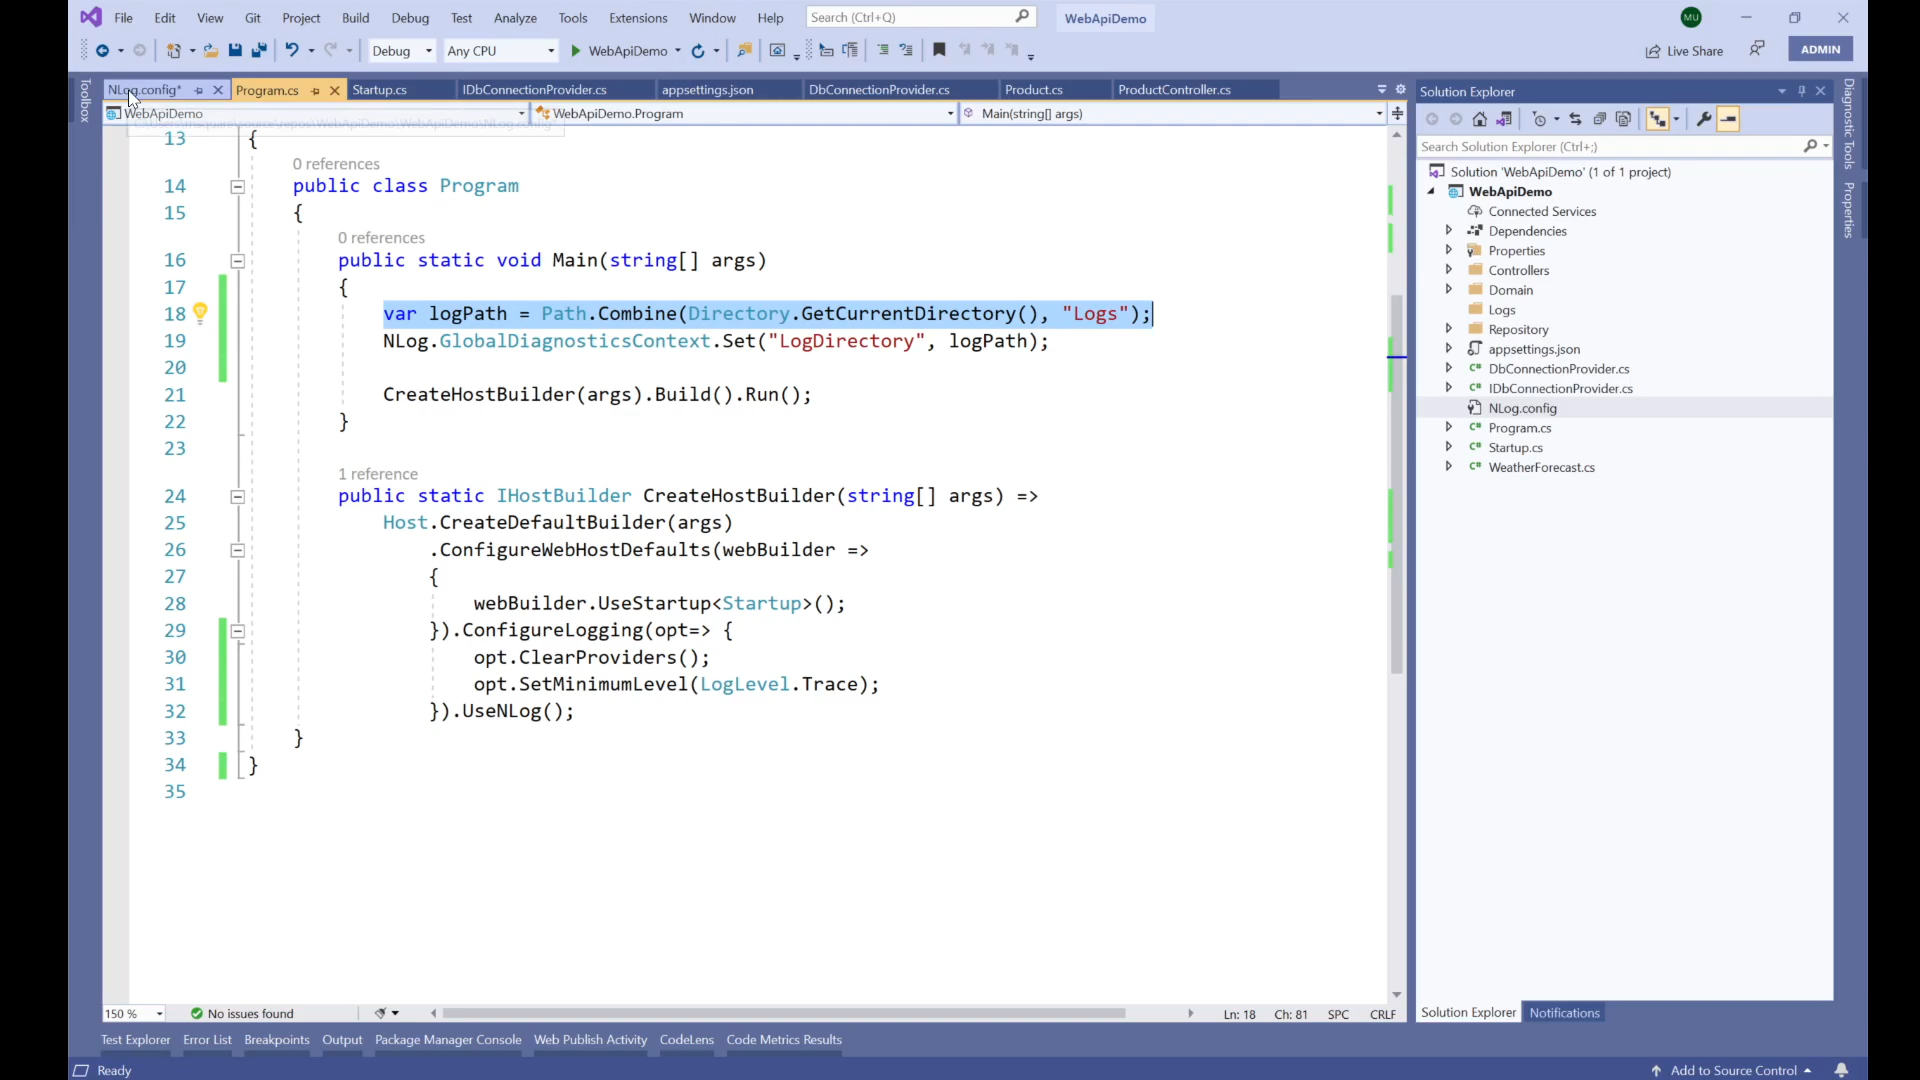 File Edit View Git Project Build Debug Test Analyze Tools Extensions Window Help Search (Ctrl+Q) WebApiDemo MU
Debug Any CPU WebApiDemo Live Share ADMIN
Toolbox
NLog.config* Program.cs Startup.cs IDbConnectionProvider.cs appsettings.json DbConnectionProvider.cs Product.cs ProductController.cs
WebApiDemo WebApiDemo.Program Main(string[] args)
13 {
0 references
14 public class Program
15 {
0 references
16 public static void Main(string[] args)
17 {
18 var logPath = Path.Combine(Directory.GetCurrentDirectory(), "Logs");
19 NLog.GlobalDiagnosticsContext.Set("LogDirectory", logPath);
20
21 CreateHostBuilder(args).Build().Run();
22 }
23
1 reference
24 public static IHostBuilder CreateHostBuilder(string[] args) =>
25 Host.CreateDefaultBuilder(args)
26 .ConfigureWebHostDefaults(webBuilder =>
27 {
28 webBuilder.UseStartup<Startup>();
29 }).ConfigureLogging(opt=> {
30 opt.ClearProviders();
31 opt.SetMinimumLevel(LogLevel.Trace);
32 }).UseNLog();
33 }
34 }
35
150 % No issues found Ln: 18 Ch: 81 SPC CRLF
Solution Explorer
Search Solution Explorer (Ctrl+;)
Solution 'WebApiDemo' (1 of 1 project)
WebApiDemo
Connected Services
Dependencies
Properties
Controllers
Domain
Logs
Repository
appsettings.json
DbConnectionProvider.cs
IDbConnectionProvider.cs
NLog.config
Program.cs
Startup.cs
WeatherForecast.cs
Solution Explorer Notifications
Diagnostic Tools
Properties
Test Explorer Error List Breakpoints Output Package Manager Console Web Publish Activity CodeLens Code Metrics Results
Ready Add to Source Control